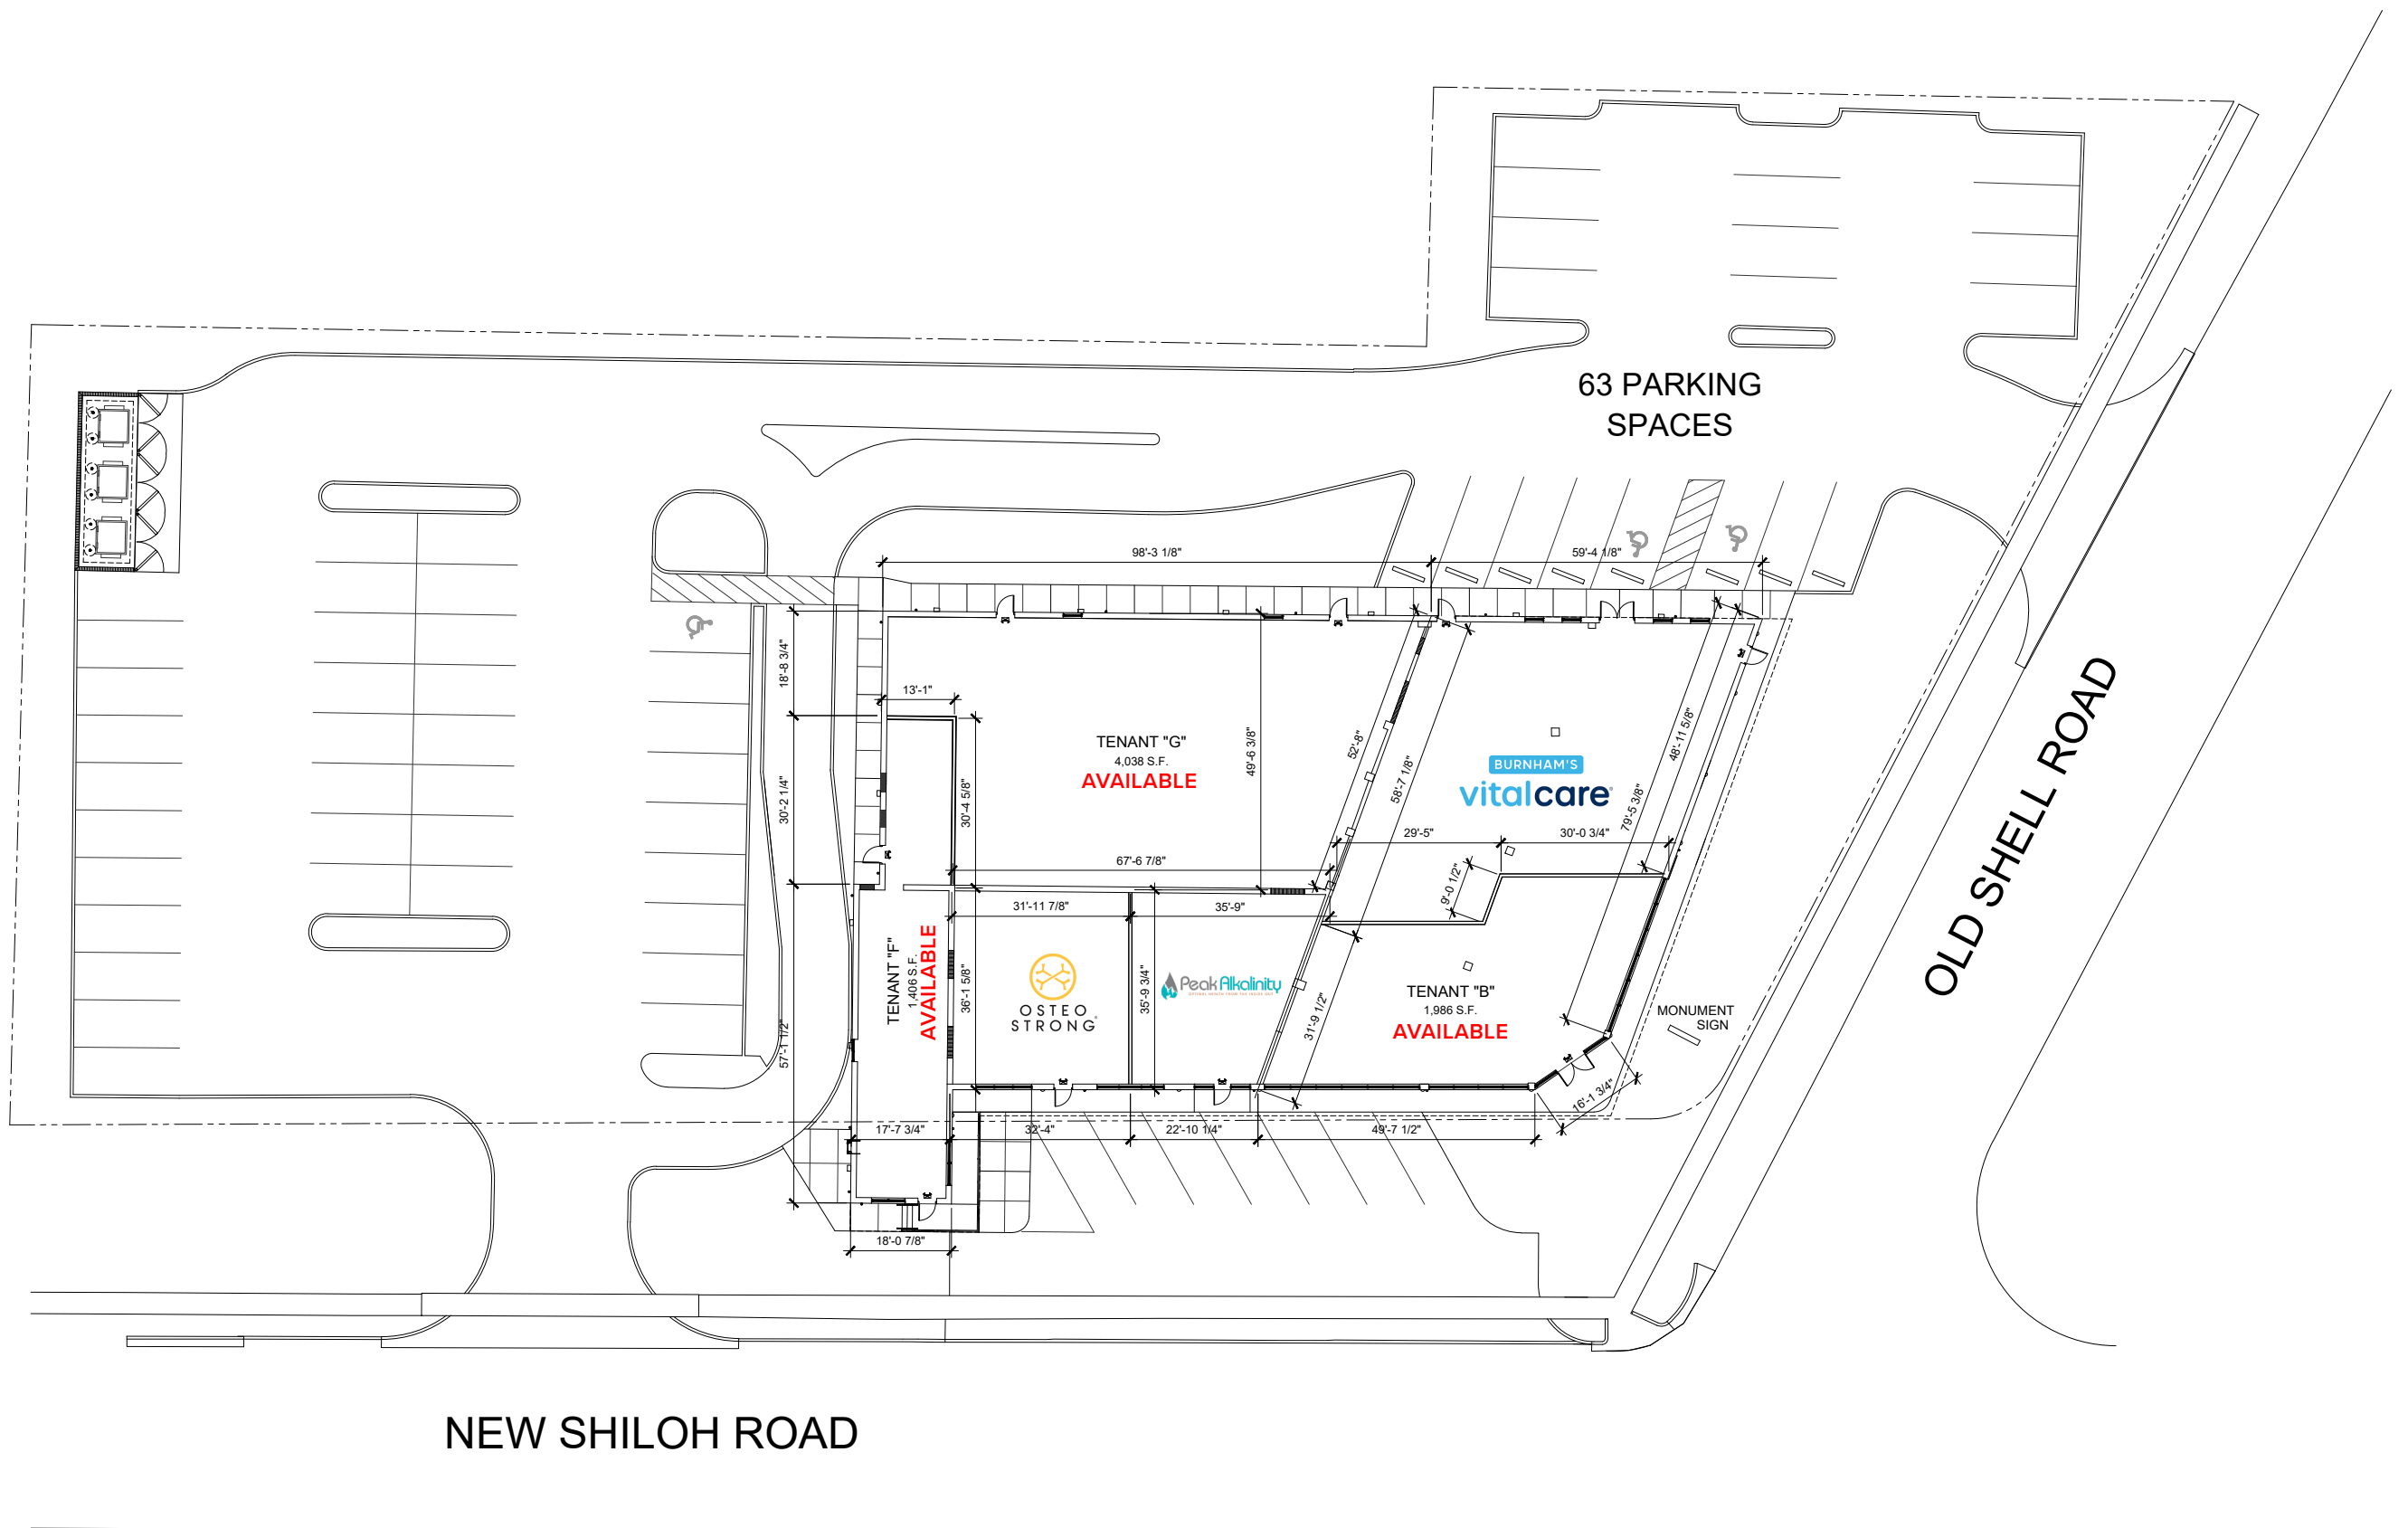 63 PARKING
SPACES
98'-3 1/8"
59'-4 1/8"
18'-8 3/4"
13'-1"
TENANT "G"
4,038 S.F.
AVAILABLE
49'-6 3/8"
52'-8"
58'-7 1/8"
BURNHAM'S
vitalcare
48'-11 5/8"
79'-5 3/8"
30'-2 1/4"
30'-4 5/8"
29'-5"
30'-0 3/4"
67'-6 7/8"
9'-0 1/2"
31'-11 7/8"
35'-9"
TENANT "F"
1,406 S.F.
AVAILABLE
36'-1 5/8"
OSTEO
STRONG
35'-9 3/4"
Peak Alkalinity
31'-9 1/2"
TENANT "B"
1,986 S.F.
AVAILABLE
MONUMENT
SIGN
OLD SHELL ROAD
57'-1 1/2"
16'-1 3/4"
17'-7 3/4"
32'-4"
22'-10 1/4"
49'-7 1/2"
18'-0 7/8"
NEW SHILOH ROAD